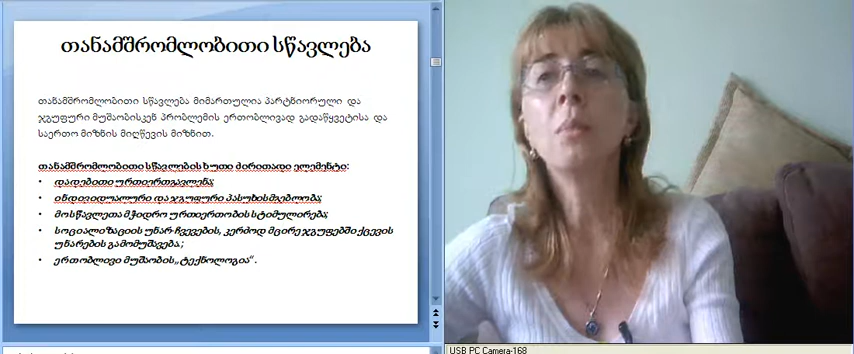 თანამშრომლობითი სწავლება
თანამშრომლობითი სწავლება მიმართულია პარტნიორული და
ჯგუფური მუშაობისკენ პრობლემის ერთობლივად გადაწყვეტისა და
საერთო მიზნის მიღწევის მიზნით.
თანამშრომლობითი სწავლების ხუთი ძირითადი ელემენტი:
• დადებითი ურთიერთგავლენა;
• ინდივიდუალური და ჯგუფური პასუხისმგებლობა;
• მოსწავლეთა მჭიდრო ურთიერთობის სტიმულირება;
• სოციალიზაციის უნარ-ჩვევების, კერძოდ მცირე ჯგუფებში ქცევის
უნარების გამომუშავება.;
• ერთობლივი მუშაობის „ტექნოლოგია“.
USB PC Camera-168